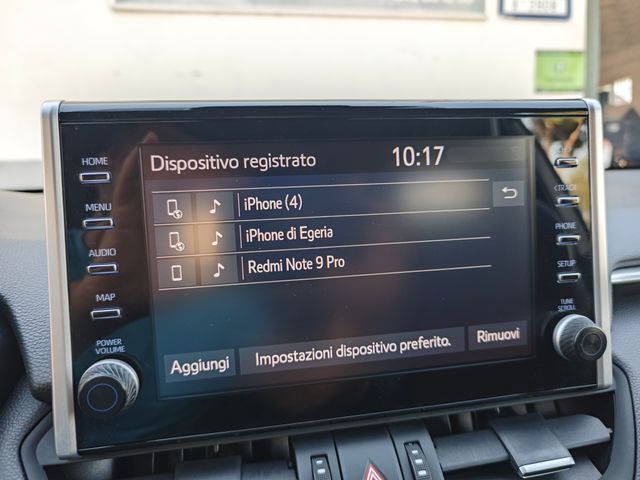 Dispositivo registrato 10:17
iPhone (4)
iPhone di Egeria
Redmi Note 9 Pro
Aggiungi Impostazioni dispositivo preferito. Rimuovi
HOME
MENU
AUDIO
MAP
POWER
VOLUME
<TRACK
PHONE
SETUP
TUNE
SCROLL